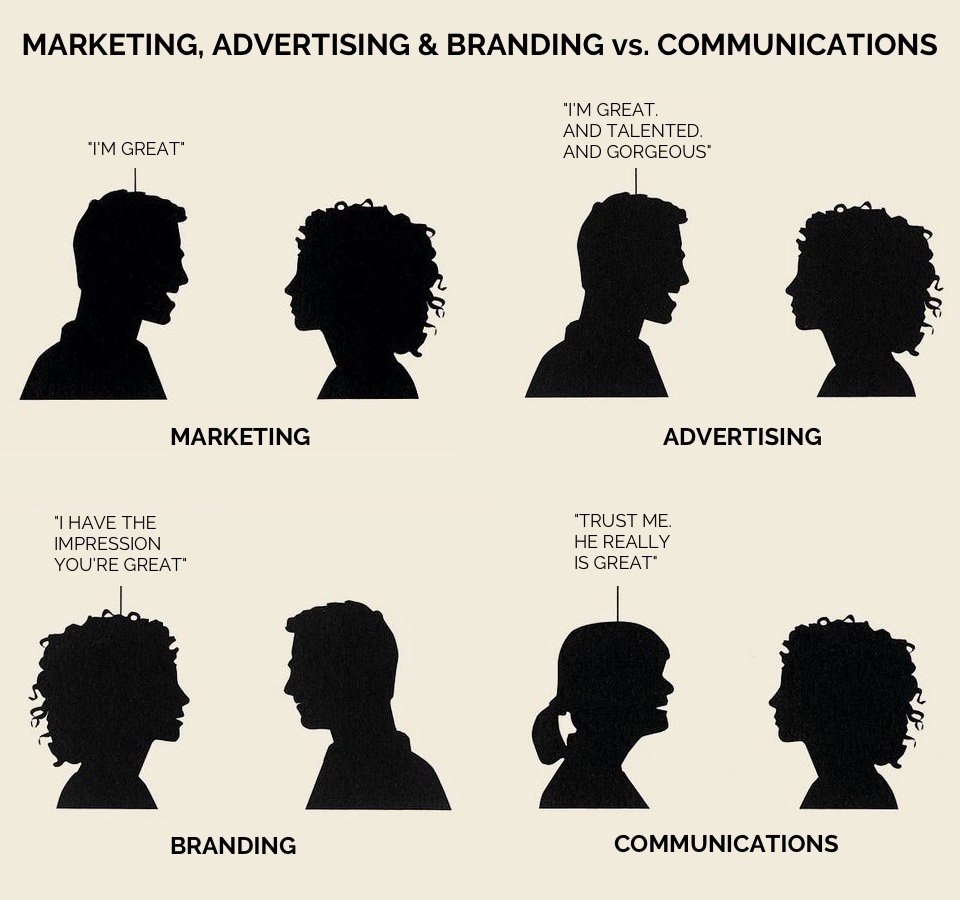 MARKETING, ADVERTISING & BRANDING vs. COMMUNICATIONS
"I'M GREAT"
"I'M GREAT.
AND TALENTED.
AND GORGEOUS"
MARKETING
ADVERTISING
"I HAVE THE
IMPRESSION
YOU'RE GREAT"
"TRUST ME.
HE REALLY
IS GREAT"
BRANDING
COMMUNICATIONS